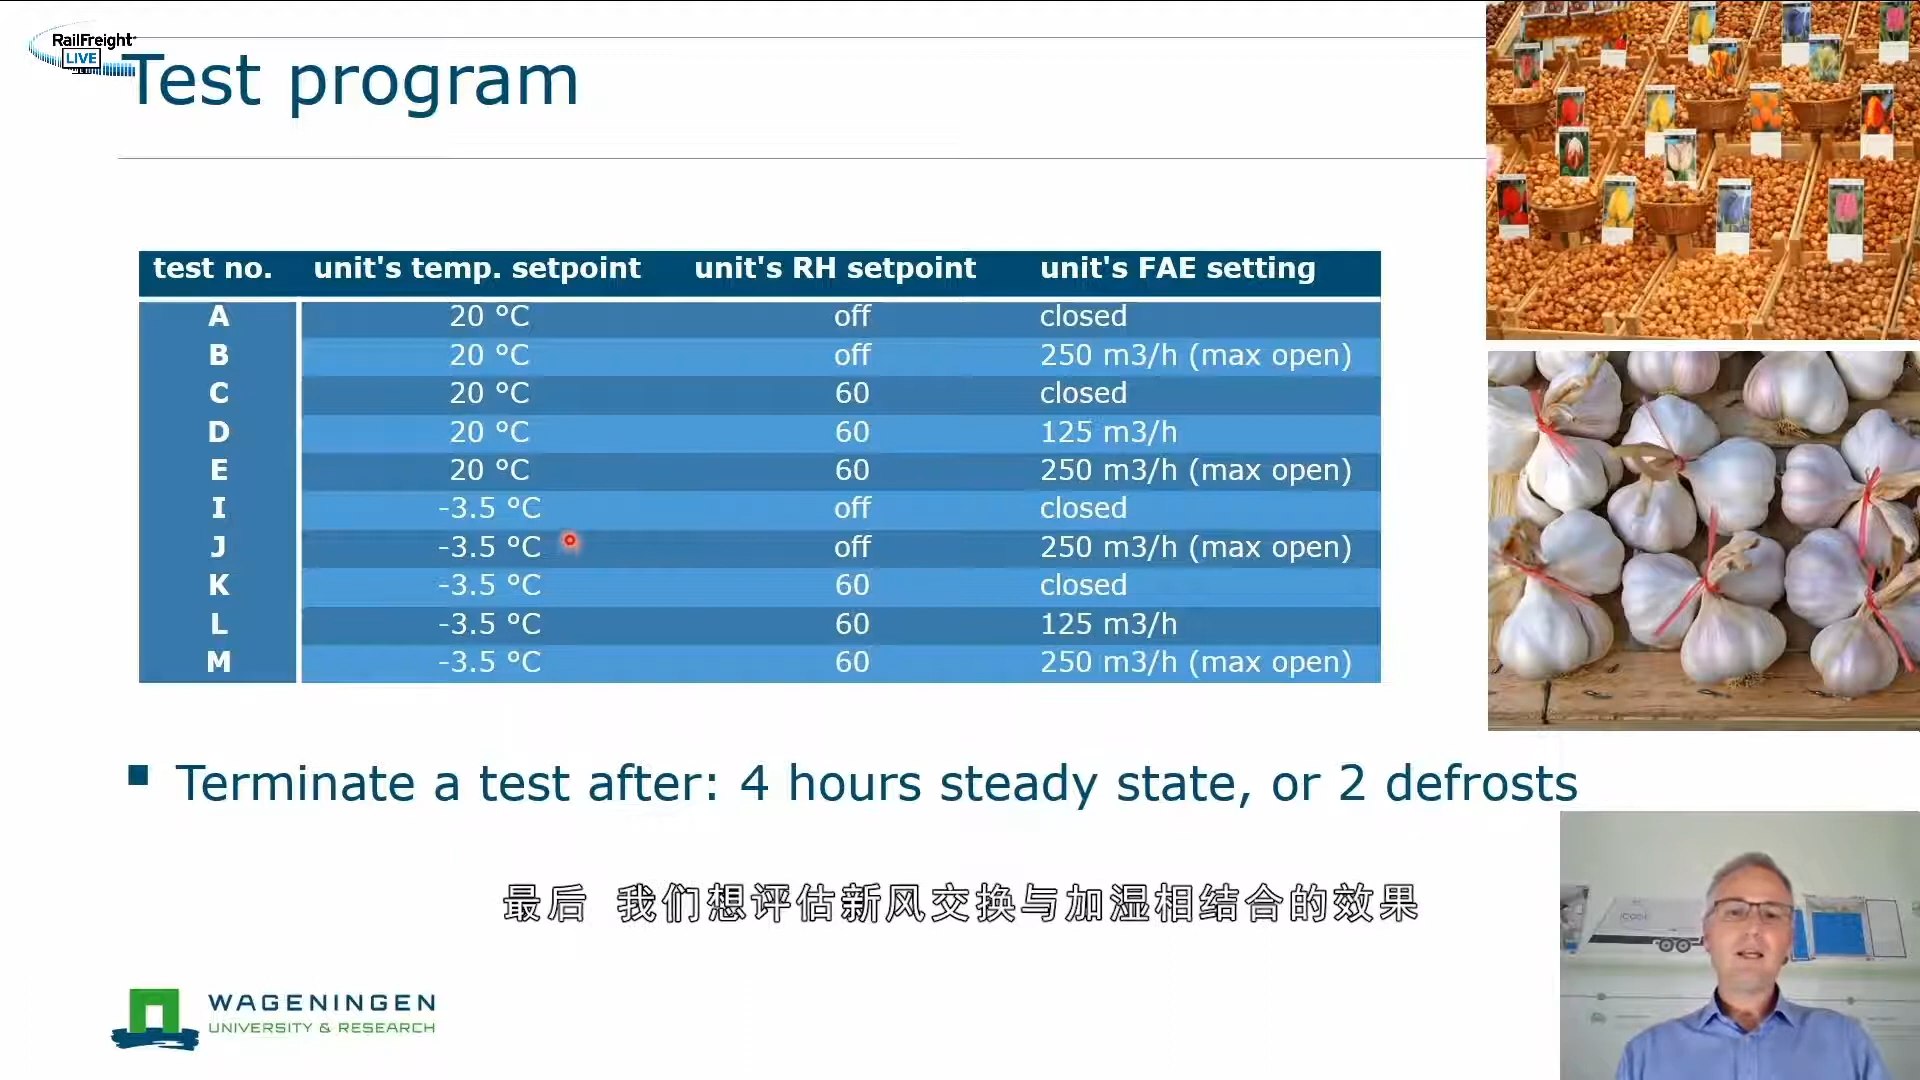 RailFreight
LIVE
Test program
test no. unit's temp. setpoint unit's RH setpoint unit's FAE setting
A 20 °C off closed
B 20 °C off 250 m3/h (max open)
C 20 °C 60 closed
D 20 °C 60 125 m3/h
E 20 °C 60 250 m3/h (max open)
I -3.5 °C off closed
J -3.5 °C off 250 m3/h (max open)
K -3.5 °C 60 closed
L -3.5 °C 60 125 m3/h
M -3.5 °C 60 250 m3/h (max open)
▪ Terminate a test after: 4 hours steady state, or 2 defrosts
最后 我们想评估新风交换与加湿相结合的效果
WAGENINGEN
UNIVERSITY & RESEARCH